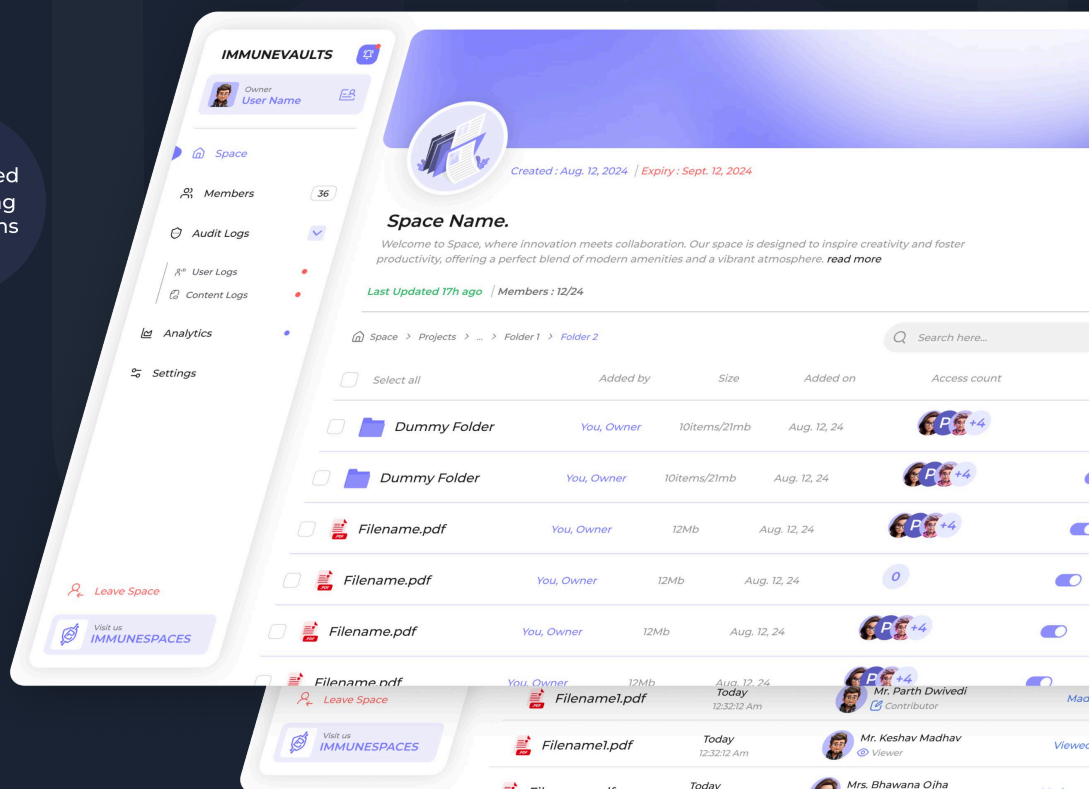 IMMUNEVAULTS
Owner
User Name
Space
Members
36
Audit Logs
User Logs
Content Logs
Analytics
Settings
Leave Space
Visit us
IMMUNESPACES
Created : Aug. 12, 2024 | Expiry : Sept. 12, 2024
Space Name.
Welcome to Space, where innovation meets collaboration. Our space is designed to inspire creativity and foster
productivity, offering a perfect blend of modern amenities and a vibrant atmosphere. read more
Last Updated 17h ago | Members : 12/24
Space > Projects > ... > Folder 1 > Folder 2
Search here...
Select all Added by Size Added on Access count
Dummy Folder You, Owner 10items/21mb Aug. 12, 24 P +4
Dummy Folder You, Owner 10items/21mb Aug. 12, 24 P +4
Filename.pdf You, Owner 12Mb Aug. 12, 24 P +4
Filename.pdf You, Owner 12Mb Aug. 12, 24 0
Filename.pdf You, Owner 12Mb Aug. 12, 24 P +4
Filename.pdf You, Owner 12Mb Aug. 12, 24 P +4
Leave Space
Visit us
IMMUNESPACES
Filename1.pdf Today Mr. Parth Dwivedi
12:32:12 Am Contributor
Filename1.pdf Today Mr. Keshav Madhav Viewed
12:32:12 Am Viewer
Today Mrs. Bhawana Ojha